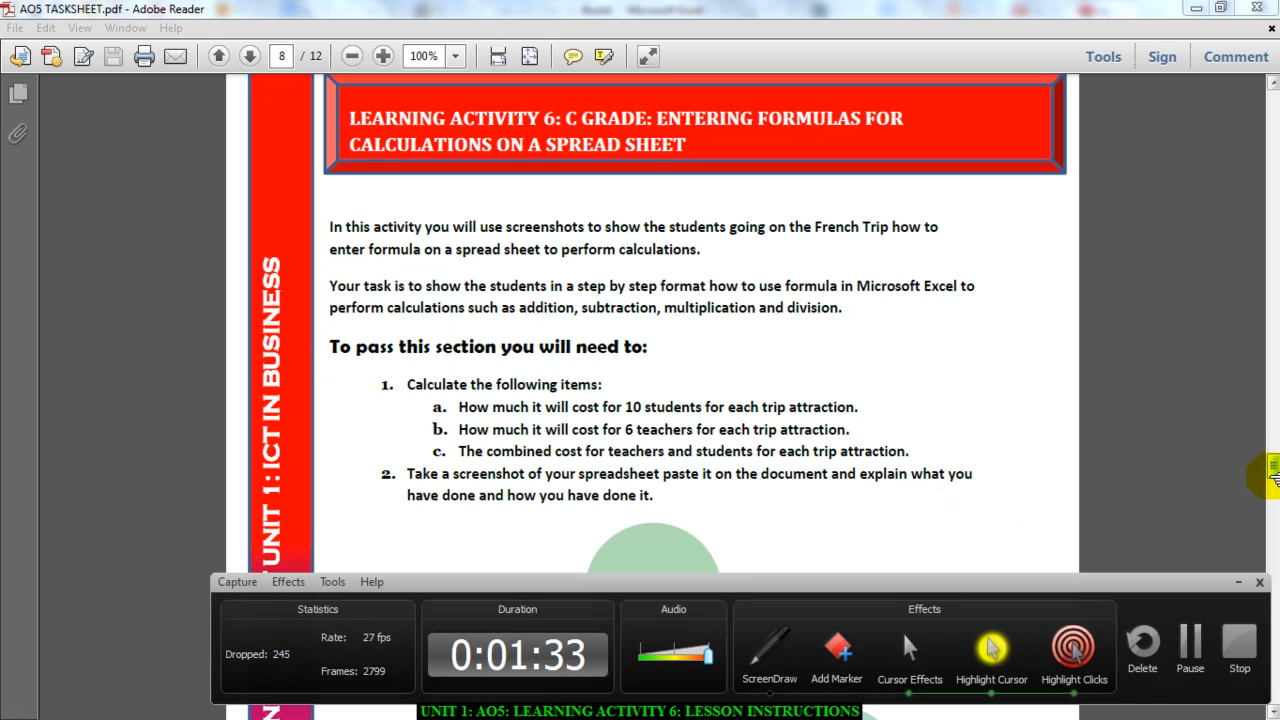 AO5 TASKSHEET.pdf - Adobe Reader
File Edit View Window Help
8 / 12 100% Tools Sign Comment
LEARNING ACTIVITY 6: C GRADE: ENTERING FORMULAS FOR
CALCULATIONS ON A SPREAD SHEET
In this activity you will use screenshots to show the students going on the French Trip how to
enter formula on a spread sheet to perform calculations.
Your task is to show the students in a step by step format how to use formula in Microsoft Excel to
perform calculations such as addition, subtraction, multiplication and division.
To pass this section you will need to:
1. Calculate the following items:
a. How much it will cost for 10 students for each trip attraction.
b. How much it will cost for 6 teachers for each trip attraction.
c. The combined cost for teachers and students for each trip attraction.
2. Take a screenshot of your spreadsheet paste it on the document and explain what you
have done and how you have done it.
UNIT 1: ICT IN BUSINESS
Capture Effects Tools Help
Statistics Duration Audio Effects
Rate: 27 fps
Dropped: 245
Frames: 2799
0:01:33
ScreenDraw Add Marker Cursor Effects Highlight Cursor Highlight Clicks
Delete Pause Stop
UNIT 1: AO5: LEARNING ACTIVITY 6: LESSON INSTRUCTIONS